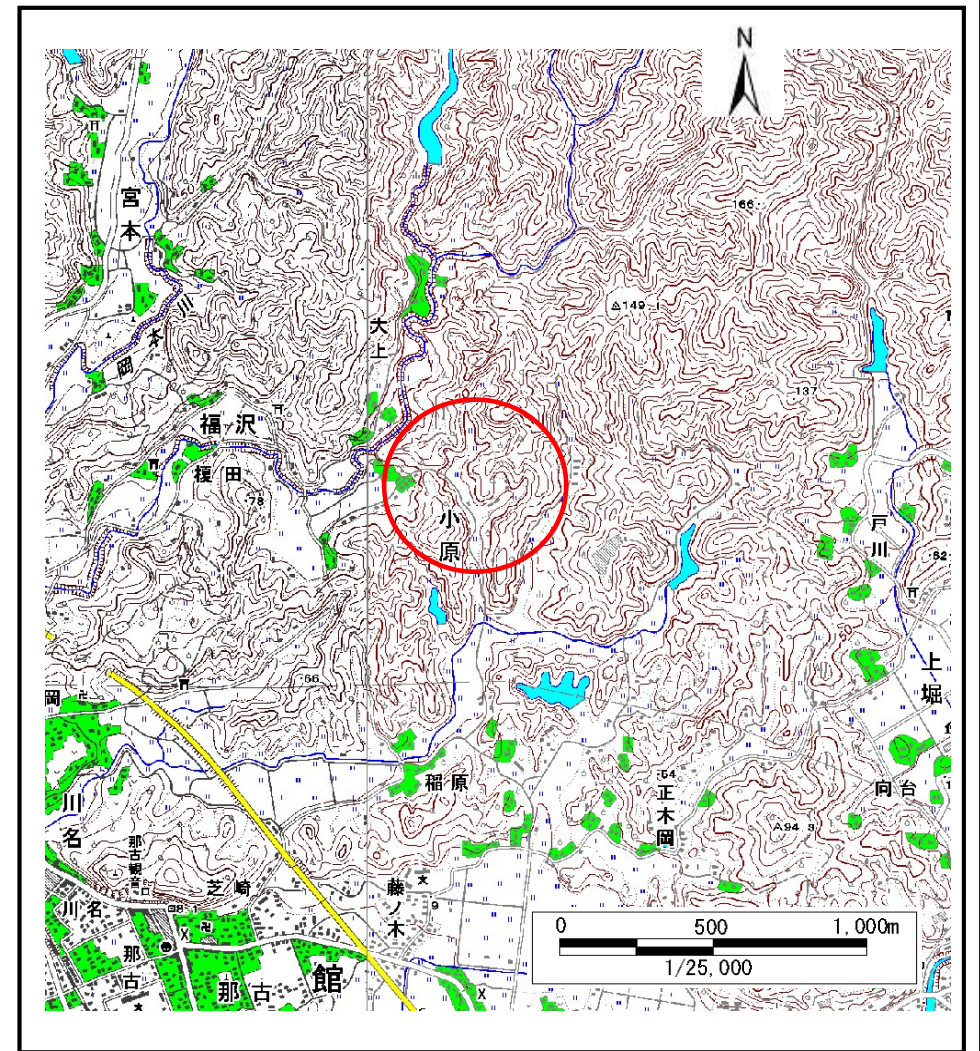 N
宮本
166
大上
149.1
岡本川
137
福沢
榎田
78
小原
戸川
62
上堀
66
岡
稲原
64
正木岡
向台
川名
94.3
那古観音
芝崎
藤ノ木
9
川名
那古
那古
館
0 500 1,000m
1/25,000